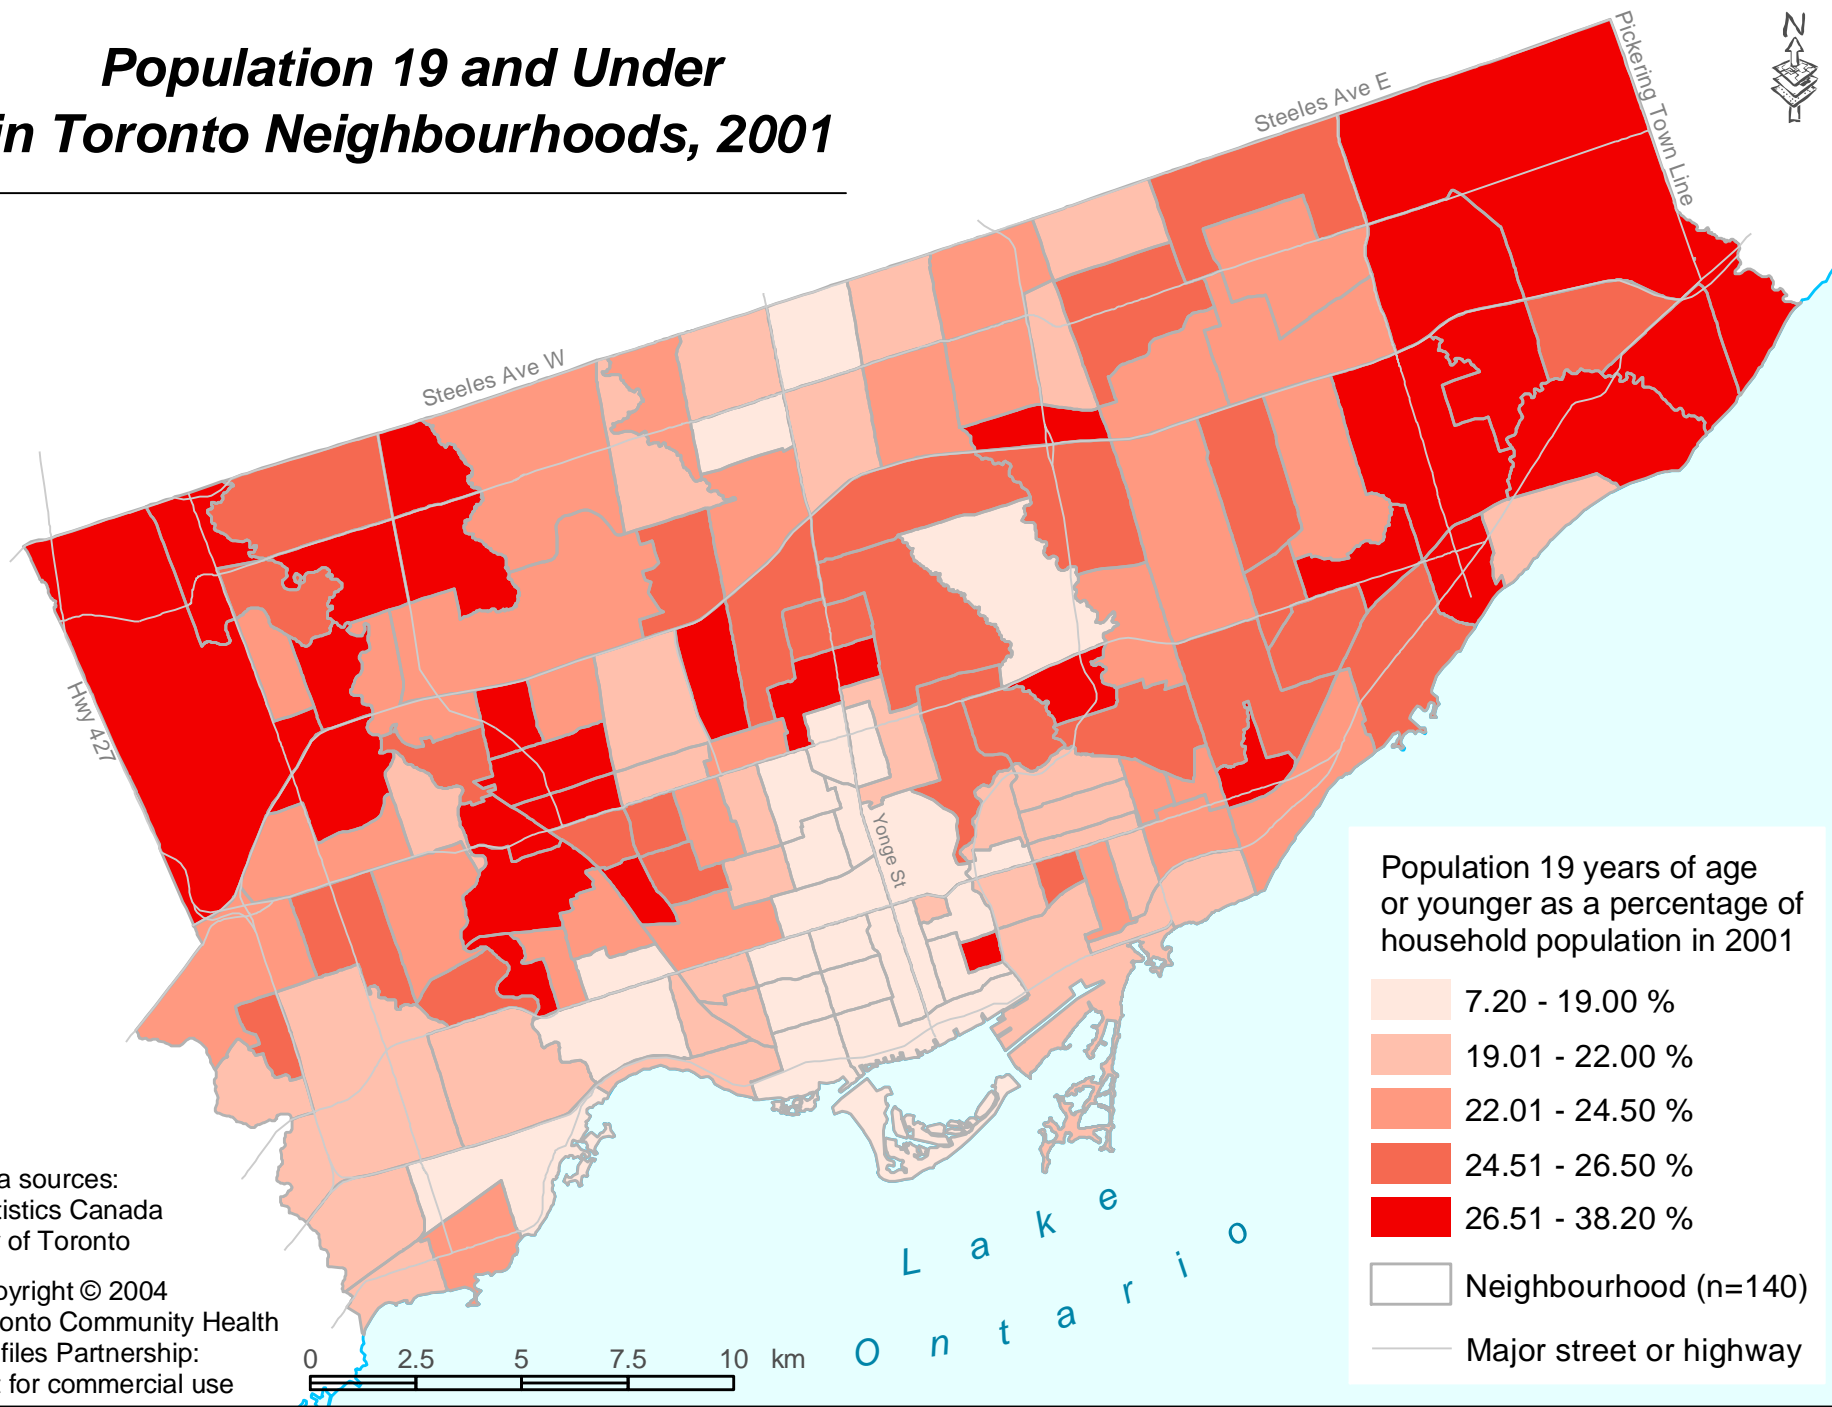 Population 19 and Under
in Toronto Neighbourhoods, 2001
N
Pickering Town Line
Steeles Ave E
Steeles Ave W
Hwy 427
Yonge St
Population 19 years of age
or younger as a percentage of
household population in 2001
7.20 - 19.00 %
19.01 - 22.00 %
22.01 - 24.50 %
24.51 - 26.50 %
26.51 - 38.20 %
Neighbourhood (n=140)
Major street or highway
Lake
Ontario
a sources:
tistics Canada
of Toronto
pyright © 2004
onto Community Health
files Partnership:
for commercial use
0 2.5 5 7.5 10 km